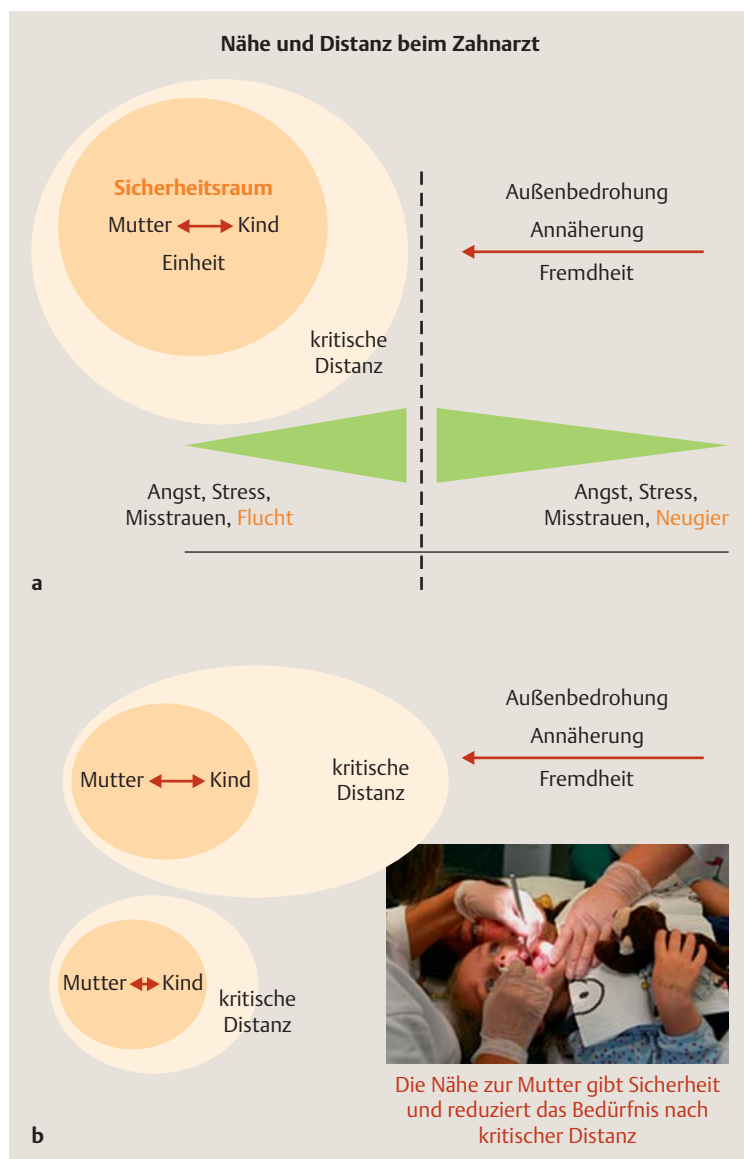 Nähe und Distanz beim Zahnarzt
Sicherheitsraum
Mutter Kind
Einheit
kritische
Distanz
Außenbedrohung
Annäherung
Fremdheit
Angst, Stress,
Misstrauen, Flucht
Angst, Stress,
Misstrauen, Neugier
a
Mutter Kind
kritische
Distanz
Außenbedrohung
Annäherung
Fremdheit
Mutter Kind
kritische
Distanz
Die Nähe zur Mutter gibt Sicherheit
und reduziert das Bedürfnis nach
kritischer Distanz
b